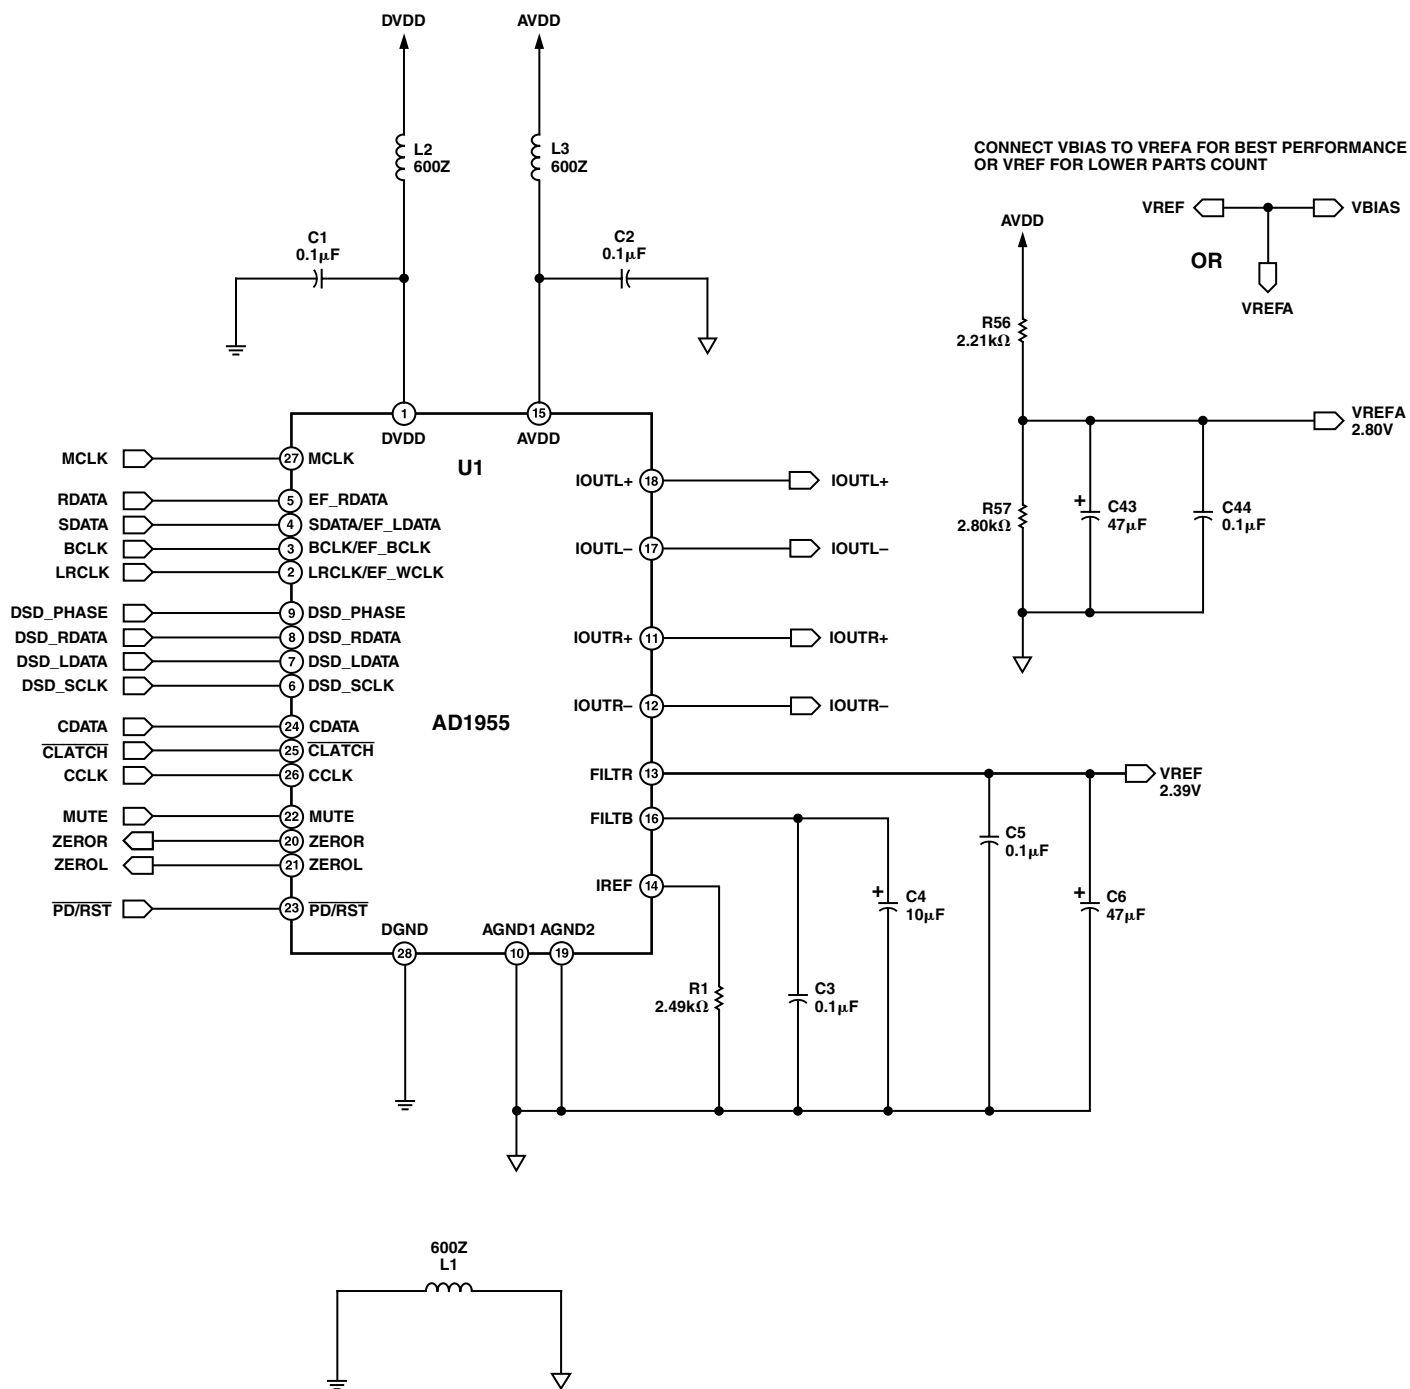 DVDD
AVDD
L2
600Z
L3
600Z
CONNECT VBIAS TO VREFA FOR BEST PERFORMANCE
OR VREF FOR LOWER PARTS COUNT
VREF
VBIAS
OR
VREFA
AVDD
C1
0.1μF
C2
0.1μF
R56
2.21kΩ
VREFA
2.80V
R57
2.80kΩ
C43
+
47μF
C44
0.1μF
1
DVDD
15
AVDD
U1
AD1955
MCLK
27
MCLK
RDATA
5
EF_RDATA
SDATA
4
SDATA/EF_LDATA
BCLK
3
BCLK/EF_BCLK
LRCLK
2
LRCLK/EF_WCLK
DSD_PHASE
9
DSD_PHASE
DSD_RDATA
8
DSD_RDATA
DSD_LDATA
7
DSD_LDATA
DSD_SCLK
6
DSD_SCLK
CDATA
24
CDATA
CLATCH
25
CLATCH
CCLK
26
CCLK
MUTE
22
MUTE
ZEROR
20
ZEROR
ZEROL
21
ZEROL
PD/RST
23
PD/RST
IOUTL+
18
IOUTL+
IOUTL–
17
IOUTL–
IOUTR+
11
IOUTR+
IOUTR–
12
IOUTR–
FILTR
13
VREF
2.39V
FILTB
16
IREF
14
DGND
28
AGND1
10
AGND2
19
R1
2.49kΩ
C3
0.1μF
+
C4
10μF
C5
0.1μF
+
C6
47μF
600Z
L1